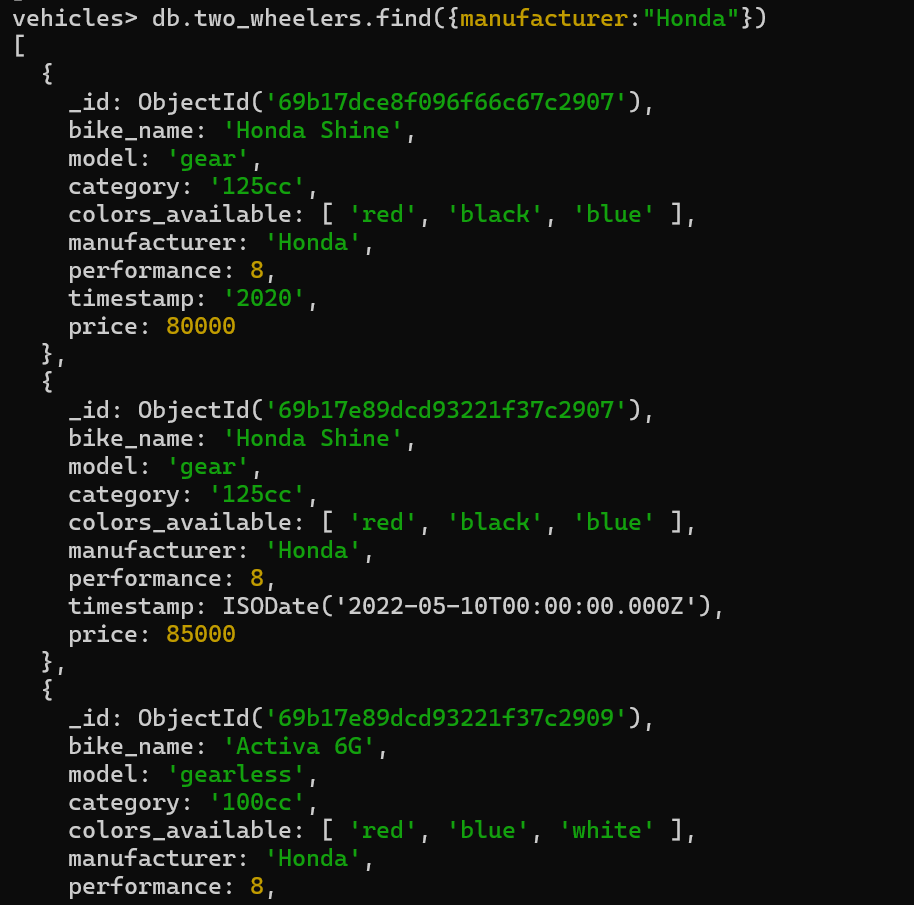 vehicles> db.two_wheelers.find({manufacturer:"Honda"})
[
  {
    _id: ObjectId('69b17dce8f096f66c67c2907'),
    bike_name: 'Honda Shine',
    model: 'gear',
    category: '125cc',
    colors_available: [ 'red', 'black', 'blue' ],
    manufacturer: 'Honda',
    performance: 8,
    timestamp: '2020',
    price: 80000
  },
  {
    _id: ObjectId('69b17e89dcd93221f37c2907'),
    bike_name: 'Honda Shine',
    model: 'gear',
    category: '125cc',
    colors_available: [ 'red', 'black', 'blue' ],
    manufacturer: 'Honda',
    performance: 8,
    timestamp: ISODate('2022-05-10T00:00:00.000Z'),
    price: 85000
  },
  {
    _id: ObjectId('69b17e89dcd93221f37c2909'),
    bike_name: 'Activa 6G',
    model: 'gearless',
    category: '100cc',
    colors_available: [ 'red', 'blue', 'white' ],
    manufacturer: 'Honda',
    performance: 8,